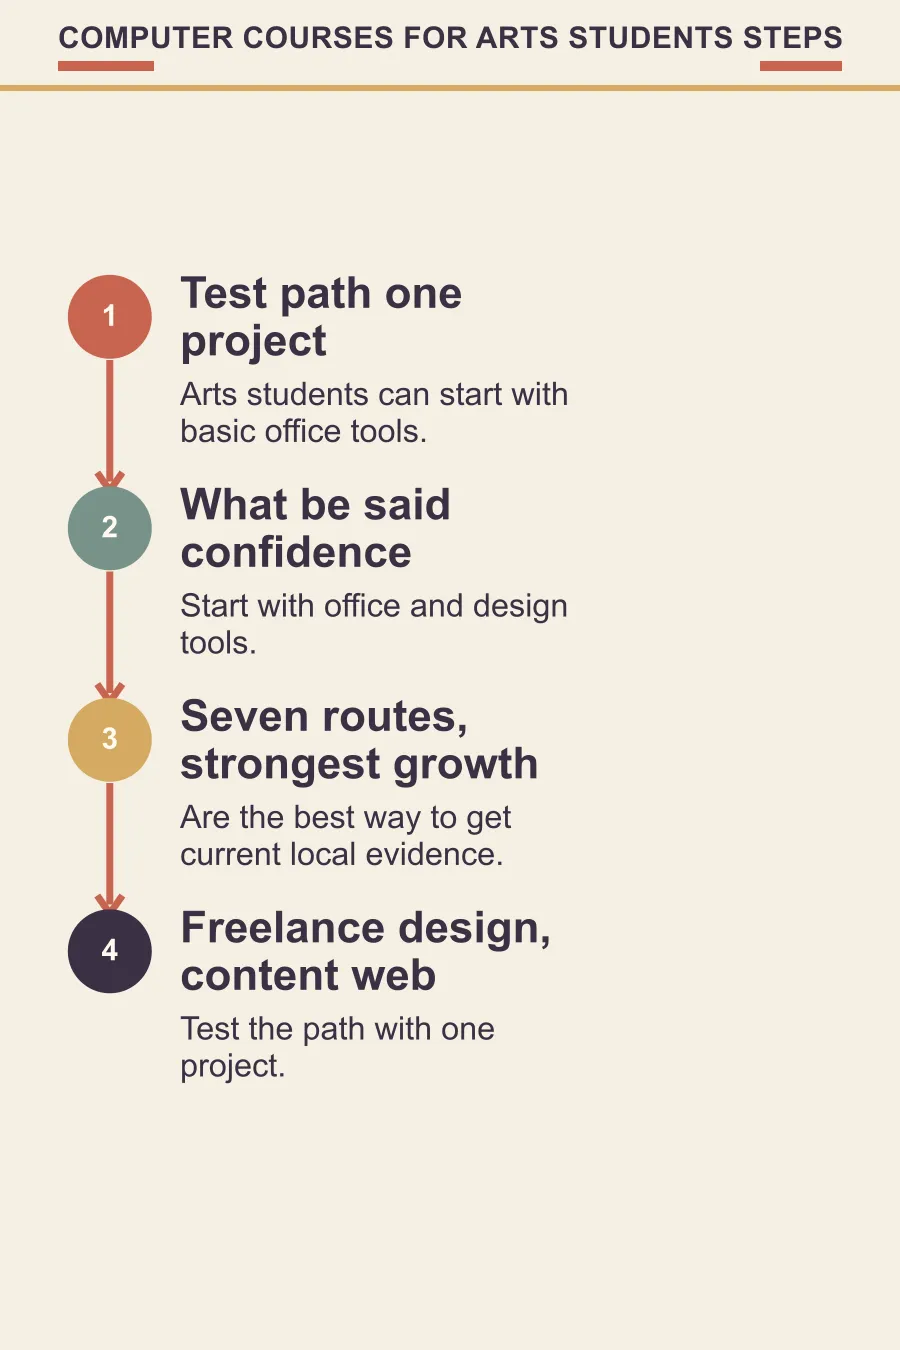 COMPUTER COURSES FOR ARTS STUDENTS STEPS
1
Test path one
project
Arts students can start with
basic office tools.
2
What be said
confidence
Start with office and design
tools.
3
Seven routes,
strongest growth
Are the best way to get
current local evidence.
4
Freelance design,
content web
Test the path with one
project.